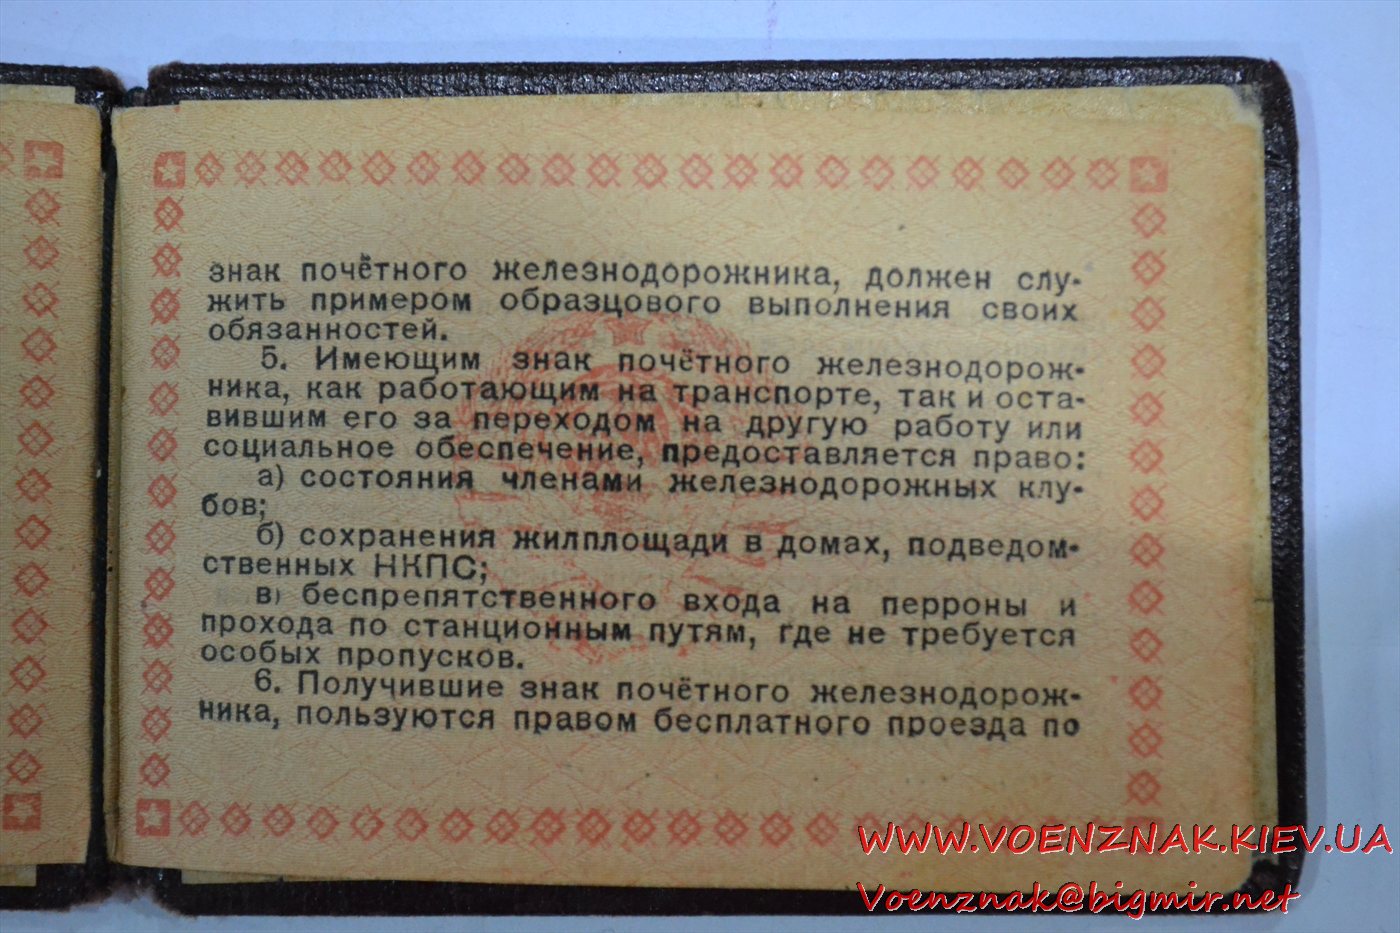 знак почётного железнодорожника, должен слу-
жить примером образцового выполнения своих
обязанностей.
5. Имеющим знак почётного железнодорож-
ника, как работающим на транспорте, так и оста-
вившим его за переходом на другую работу или
социальное обеспечение, предоставляется право:
а) состояния членами железнодорожных клу-
бов;
б) сохранения жилплощади в домах, подведом-
ственных НКПС;
в) беспрепятственного входа на перроны и
прохода по станционным путям, где не требуется
особых пропусков.
6. Получившие знак почётного железнодорож-
ника, пользуются правом бесплатного проезда по
WWW.VOENZNAK.KIEV.UA
Voenznak@bigmir.net